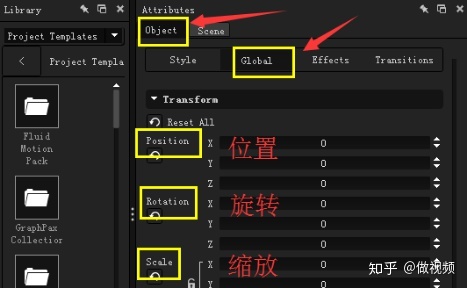 Library
Attributes
Project Templates
Object
Scene
Project Templa
Style
Global
Effects
Transitions
Transform
Reset All
Fluid
Motion
Pack
Position
X
0
位置
Y
0
Z
0
Rotation
X
0
旋转
Y
0
Z
0
GraphPax
Collection
Scale
X
0
缩放
Y
0
知乎 @做视频